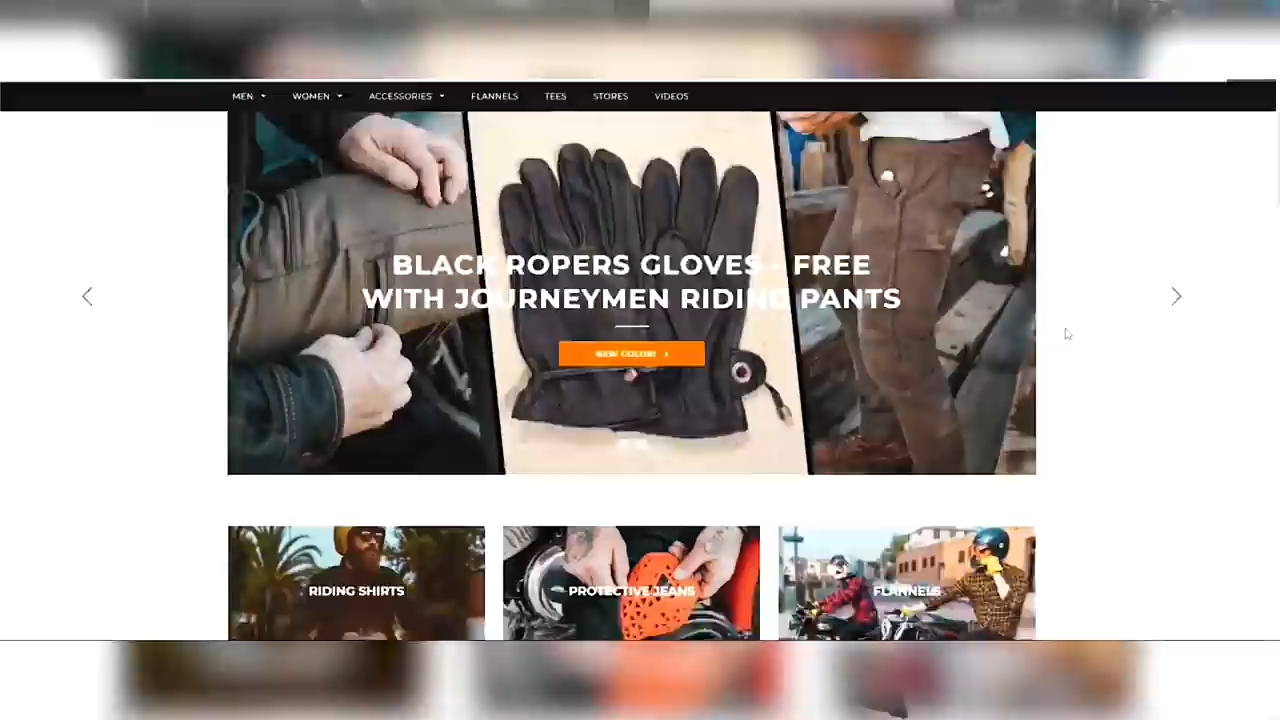 MEN
WOMEN
ACCESSORIES
FLANNELS
TEES
STORES
VIDEOS
BLACK ROPERS GLOVES - FREE
WITH JOURNEYMEN RIDING PANTS
NEW COLOR!
RIDING SHIRTS
PROTECTIVE JEANS
FLANNELS